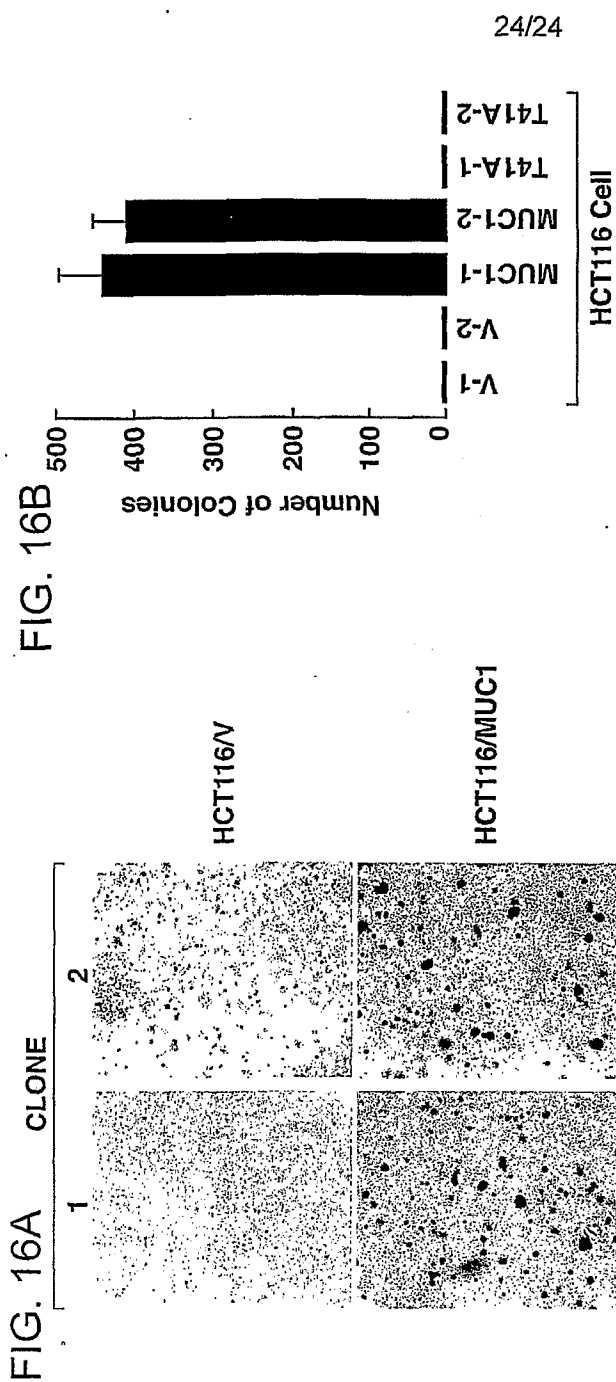 24/24
FIG. 16A
CLONE
1 2
HCT116/V
HCT116/MUC1
FIG. 16B
Number of Colonies
500
400
300
200
100
0
V-1
V-2
MUC1-1
MUC1-2
T41A-1
T41A-2
HCT116 Cell